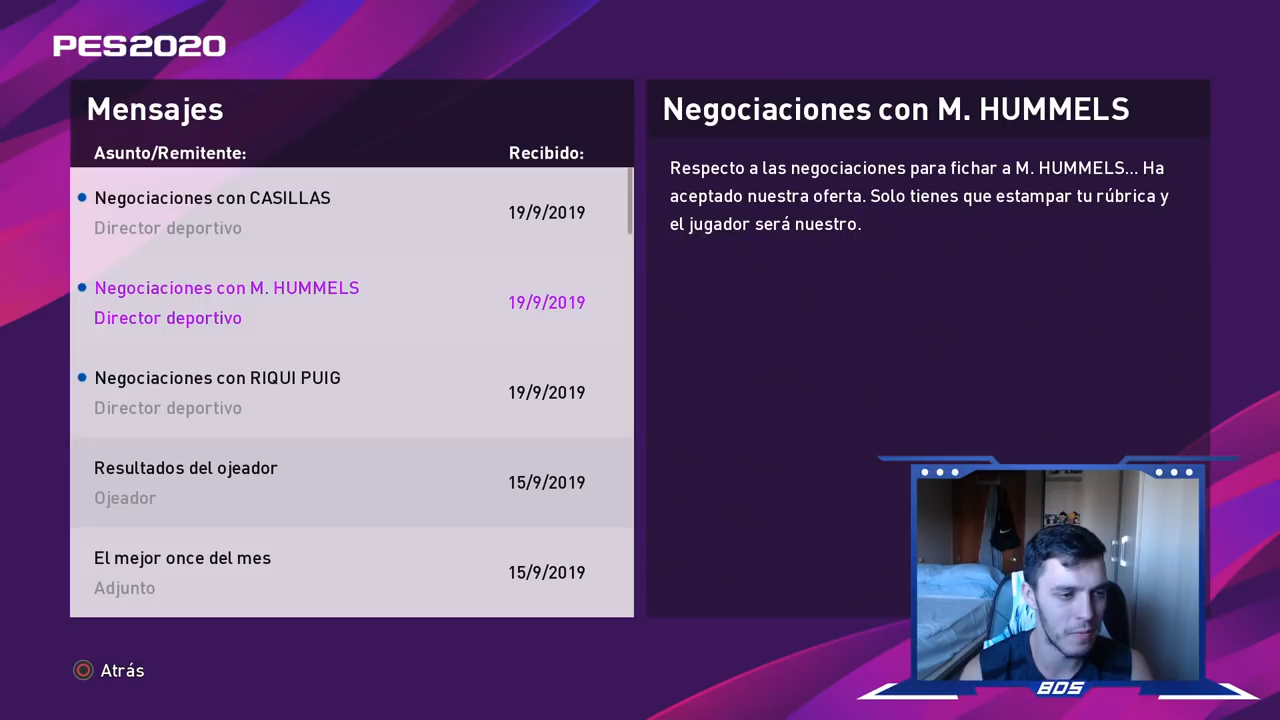 PES2020
Mensajes
Asunto/Remitente:
Recibido:
Negociaciones con CASILLAS
Director deportivo
19/9/2019
Negociaciones con M. HUMMELS
Director deportivo
19/9/2019
Negociaciones con RIQUI PUIG
Director deportivo
19/9/2019
Resultados del ojeador
Ojeador
15/9/2019
El mejor once del mes
Adjunto
15/9/2019
Negociaciones con M. HUMMELS
Respecto a las negociaciones para fichar a M. HUMMELS... Ha
aceptado nuestra oferta. Solo tienes que estampar tu rúbrica y
el jugador será nuestro.
Atrás
BDS